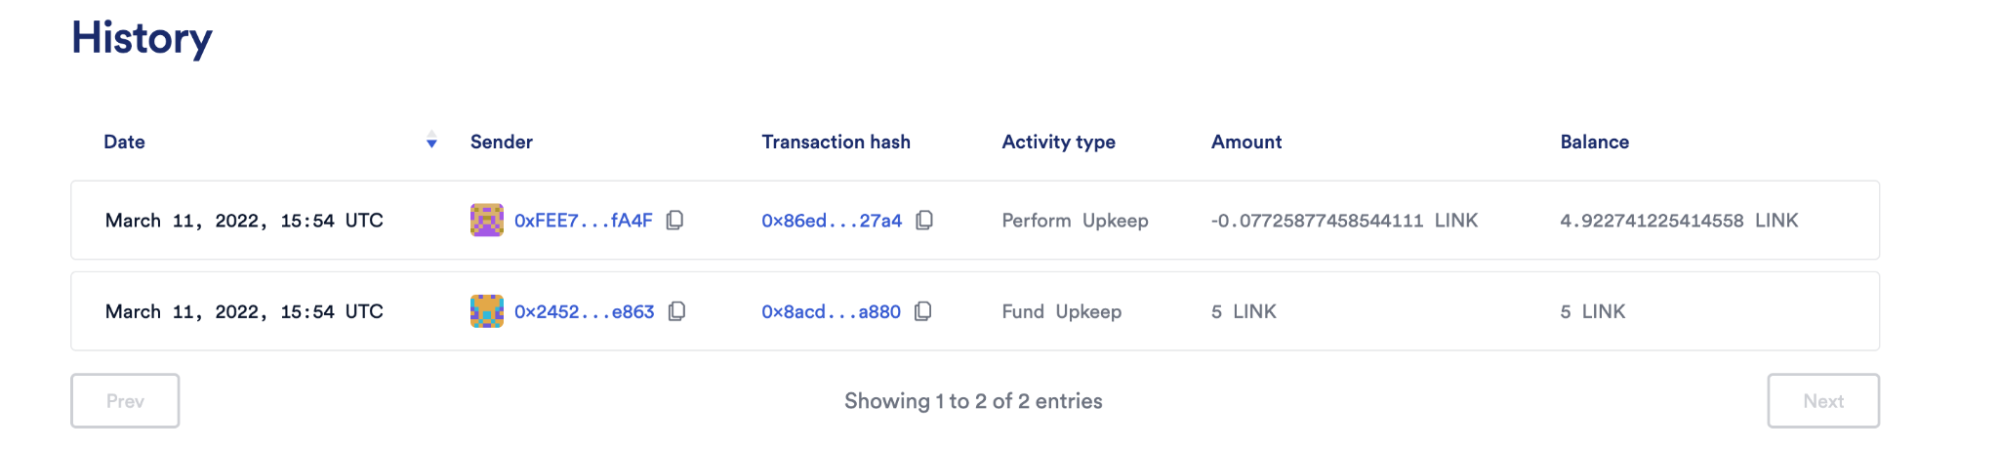 History
Date Sender Transaction hash Activity type Amount Balance
March 11, 2022, 15:54 UTC 0xFEE7...fA4F 0x86ed...27a4 Perform Upkeep -0.07725877458544111 LINK 4.922741225414558 LINK
March 11, 2022, 15:54 UTC 0x2452...e863 0x8acd...a880 Fund Upkeep 5 LINK 5 LINK
Prev Showing 1 to 2 of 2 entries Next